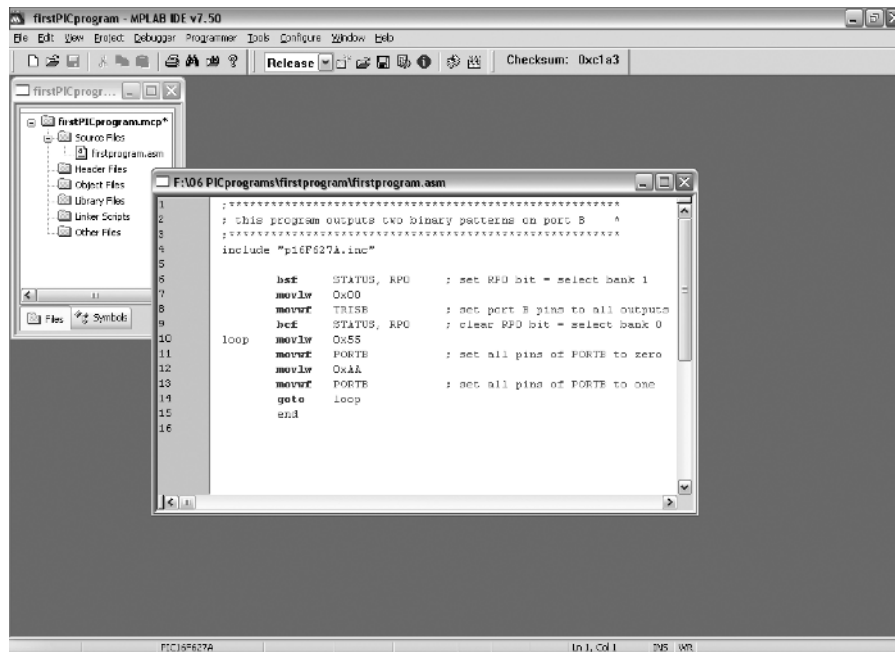 firstPICprogram - MPLAB IDE v7.50
File Edit View Project Debugger Programmer Tools Configure Window Help
Release
Checksum: 0xc1a3
firstPICprogr...
firstPICprogram.mcp*
Source Files
firstprogram.asm
Header Files
Object Files
Library Files
Linker Scripts
Other Files
Files Symbols
F:\06 PICprograms\firstprogram\firstprogram.asm
1 ;********************************************************
2 ; this program outputs two binary patterns on port B *
3 ;********************************************************
4 include "p16F627A.inc"
5
6 bsf STATUS, RP0 ; set RP0 bit = select bank 1
7 movlw 0x00
8 movwf TRISB ; set port B pins to all outputs
9 bcf STATUS, RP0 ; clear RP0 bit = select bank 0
10 loop movlw 0x55
11 movwf PORTB ; set all pins of PORTB to zero
12 movlw 0xAA
13 movwf PORTB ; set all pins of PORTB to one
14 goto loop
15 end
16
PIC16F627A Ln 1, Col 1 INS WR